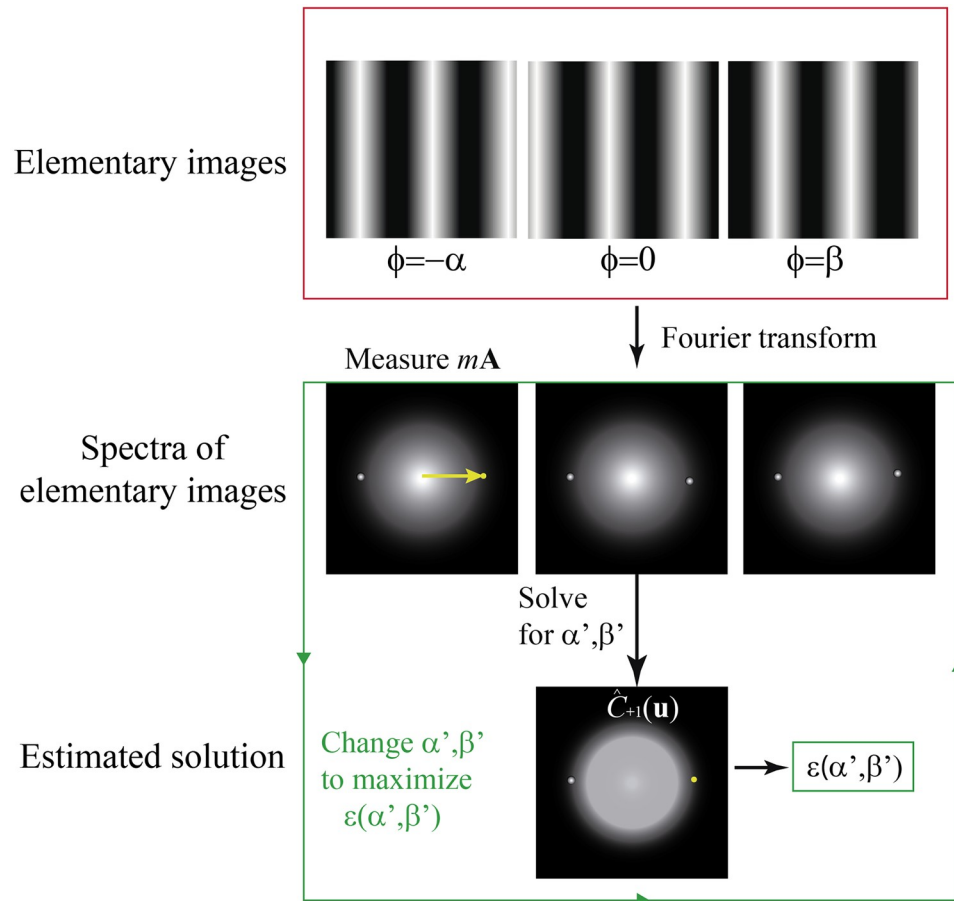 Elementary images
ϕ=−α
ϕ=0
ϕ=β
Fourier transform
Measure mA
Spectra of
elementary images
Solve
for α’,β’
Ĉ+1(u)
Estimated solution
Change α’,β’
to maximize
ε(α’,β’)
ε(α’,β’)